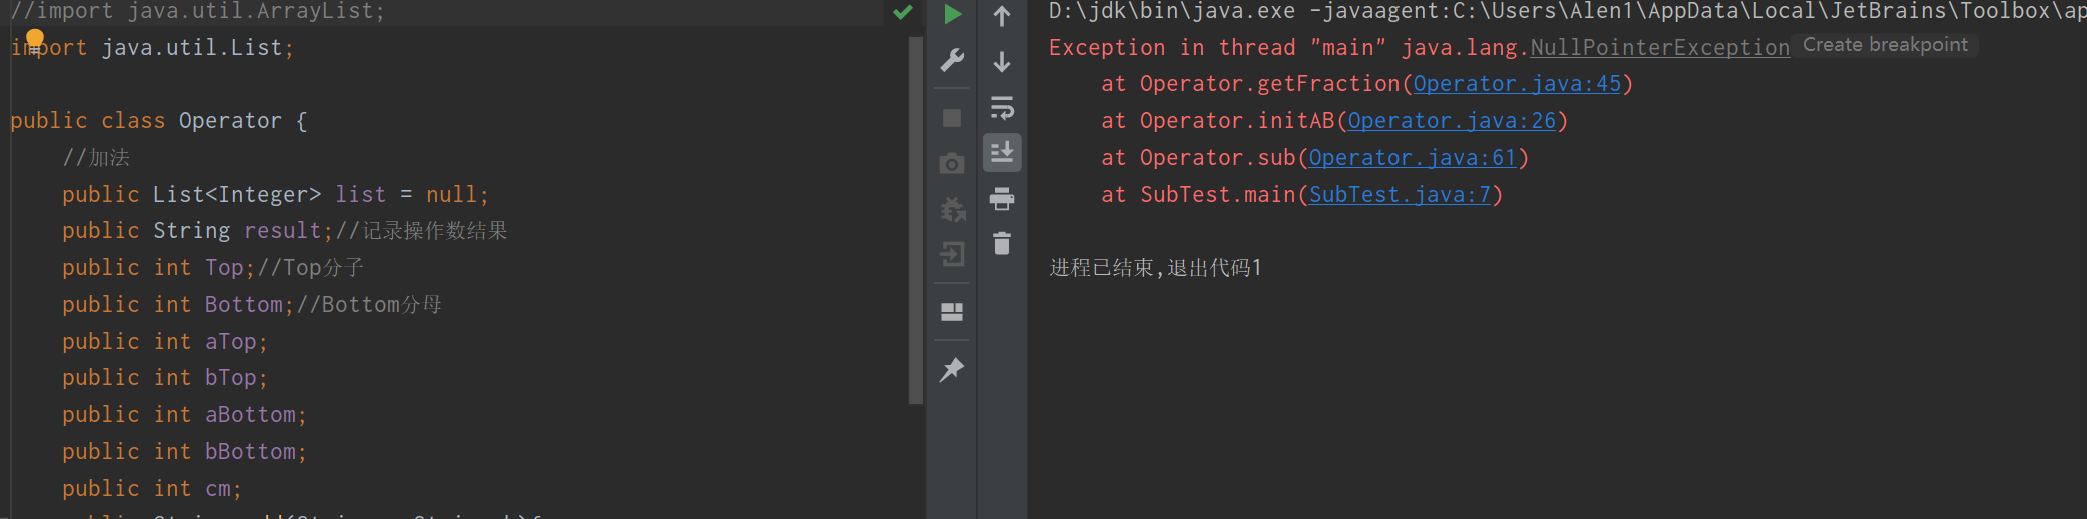 //import java.util.ArrayList;
import java.util.List;
public class Operator {
//加法
public List<Integer> list = null;
public String result;//记录操作数结果
public int Top;//Top分子
public int Bottom;//Bottom分母
public int aTop;
public int bTop;
public int aBottom;
public int bBottom;
public int cm;
D:\jdk\bin\java.exe -javaagent:C:\Users\Alen1\AppData\Local\JetBrains\Toolbox\ap
Exception in thread "main" java.lang.NullPointerException Create breakpoint
at Operator.getFraction(Operator.java:45)
at Operator.initAB(Operator.java:26)
at Operator.sub(Operator.java:61)
at SubTest.main(SubTest.java:7)
进程已结束,退出代码1